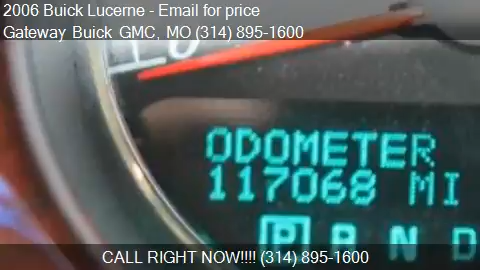 2006 Buick Lucerne - Email for price
Gateway Buick GMC, MO (314) 895-1600
0
ODOMETER
117068 MI
P R N D
CALL RIGHT NOW!!!! (314) 895-1600